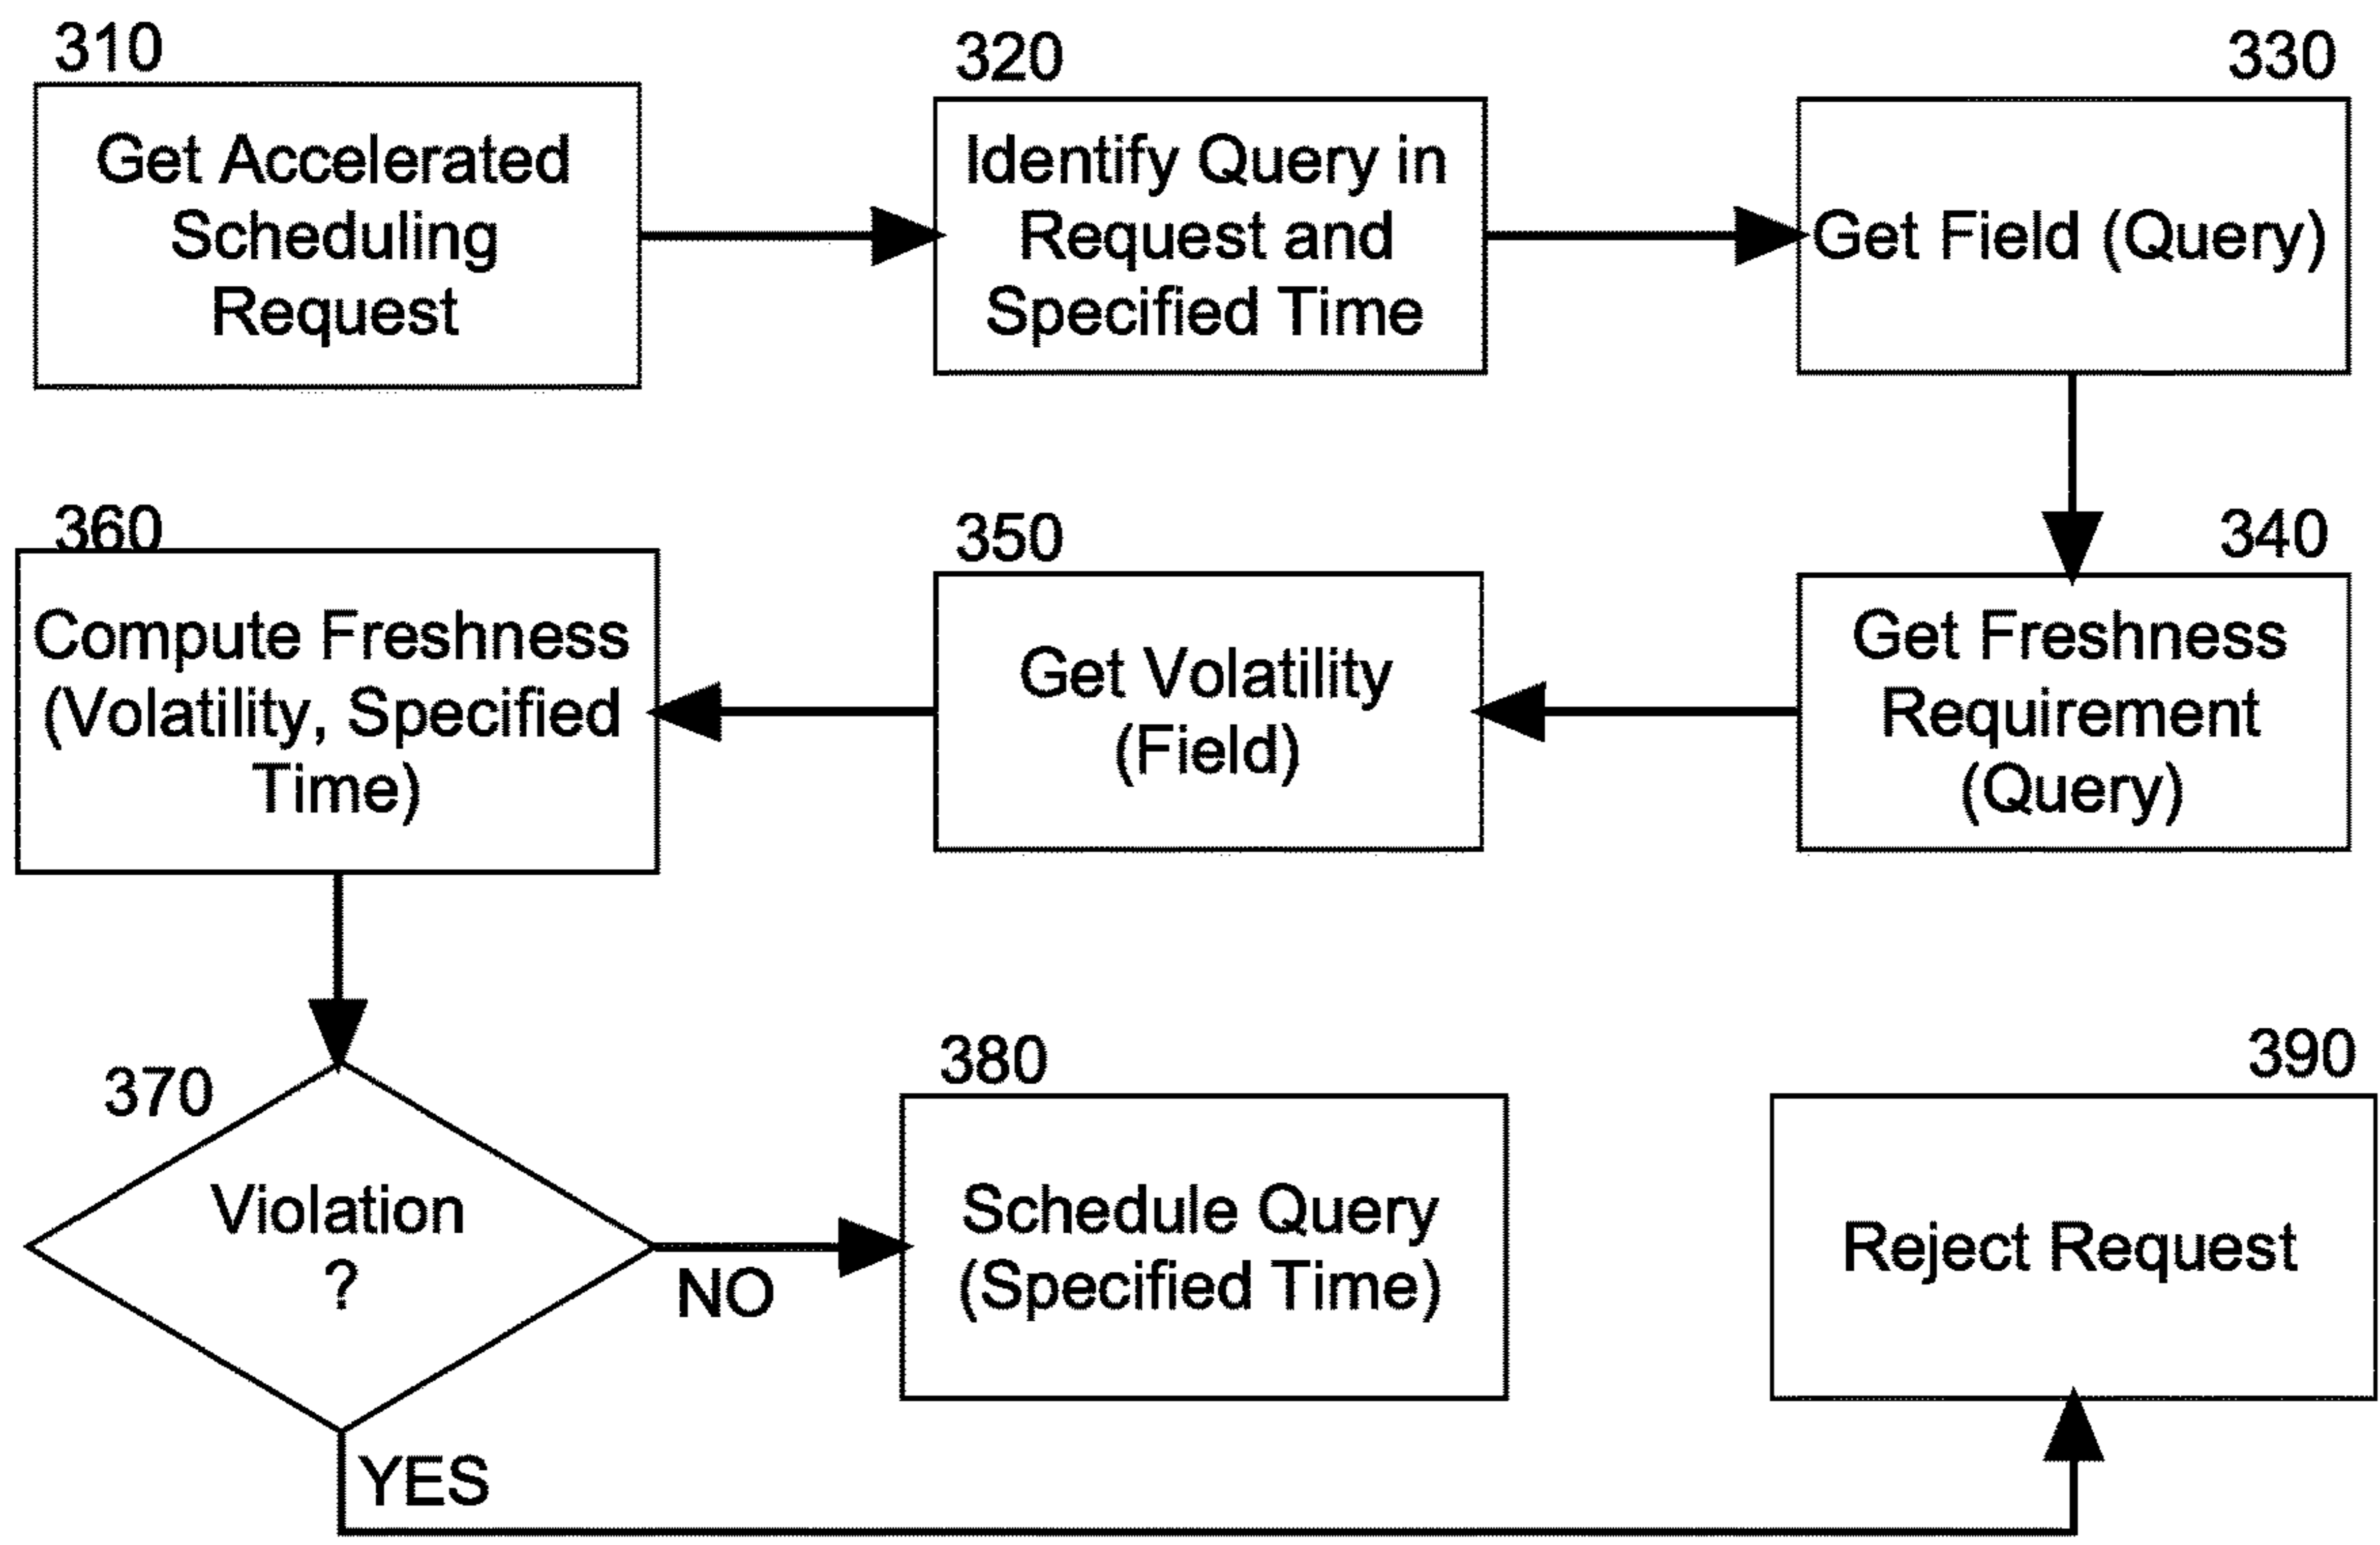 310
Get Accelerated
Scheduling
Request
320
Identify Query in
Request and
Specified Time
330
Get Field (Query)
340
Get Freshness
Requirement
(Query)
350
Get Volatility
(Field)
360
Compute Freshness
(Volatility, Specified
Time)
370
Violation
?
NO
YES
380
Schedule Query
(Specified Time)
390
Reject Request